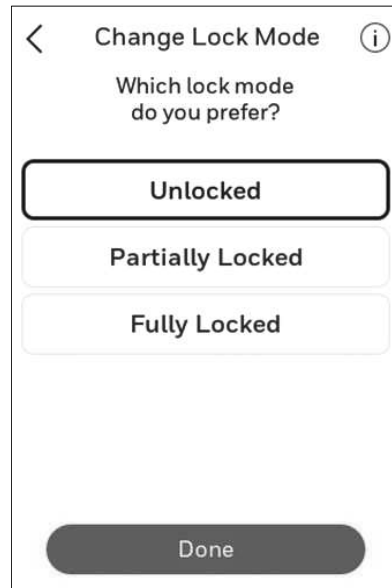 Change Lock Mode
Which lock mode
do you prefer?
Unlocked
Partially Locked
Fully Locked
Done